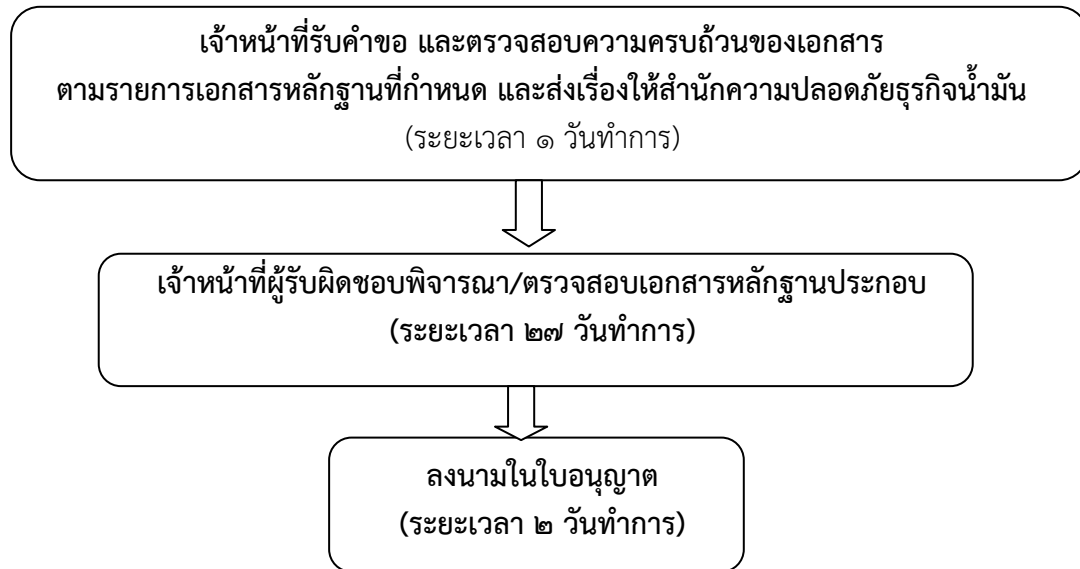 เจ้าหน้าที่รับคำขอ และตรวจสอบความครบถ้วนของเอกสาร
ตามรายการเอกสารหลักฐานที่กำหนด และส่งเรื่องให้สำนักความปลอดภัยธุรกิจน้ำมัน
(ระยะเวลา ๑ วันทำการ)
เจ้าหน้าที่ผู้รับผิดชอบพิจารณา/ตรวจสอบเอกสารหลักฐานประกอบ
(ระยะเวลา ๒๗ วันทำการ)
ลงนามในใบอนุญาต
(ระยะเวลา ๒ วันทำการ)